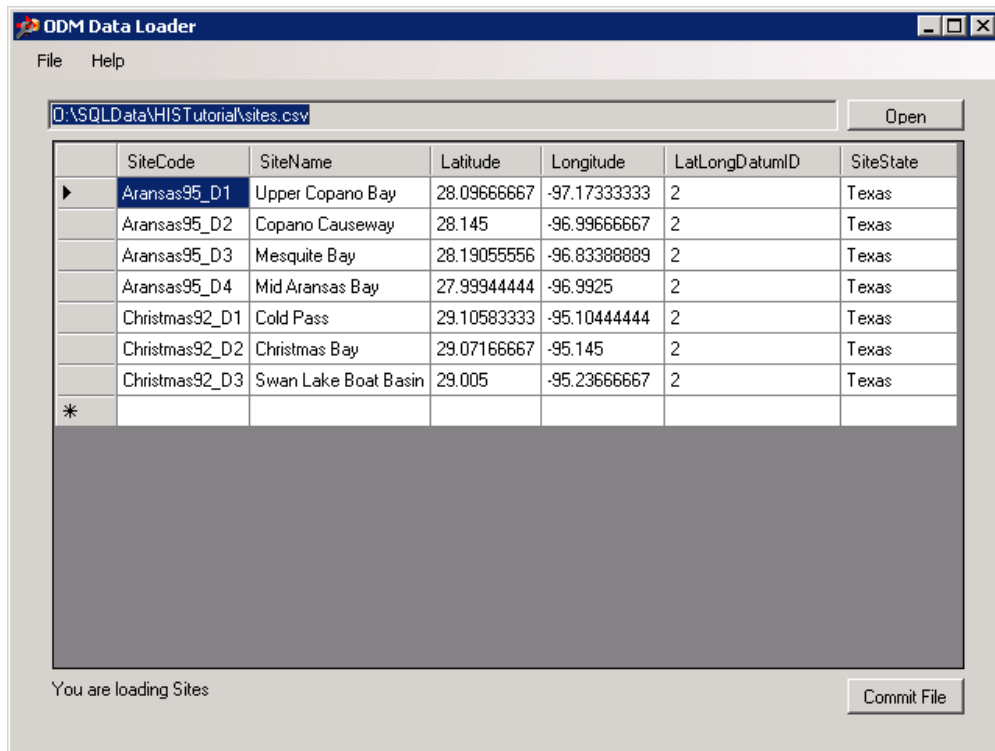 ODM Data Loader
File Help
O:\SQLData\HISTutorial\sites.csv Open
SiteCode SiteName Latitude Longitude LatLongDatumID SiteState
Aransas95_D1 Upper Copano Bay 28.09666667 -97.17333333 2 Texas
Aransas95_D2 Copano Causeway 28.145 -96.99666667 2 Texas
Aransas95_D3 Mesquite Bay 28.19055556 -96.83388889 2 Texas
Aransas95_D4 Mid Aransas Bay 27.99944444 -96.9925 2 Texas
Christmas92_D1 Cold Pass 29.10583333 -95.10444444 2 Texas
Christmas92_D2 Christmas Bay 29.07166667 -95.145 2 Texas
Christmas92_D3 Swan Lake Boat Basin 29.005 -95.23666667 2 Texas
You are loading Sites
Commit File